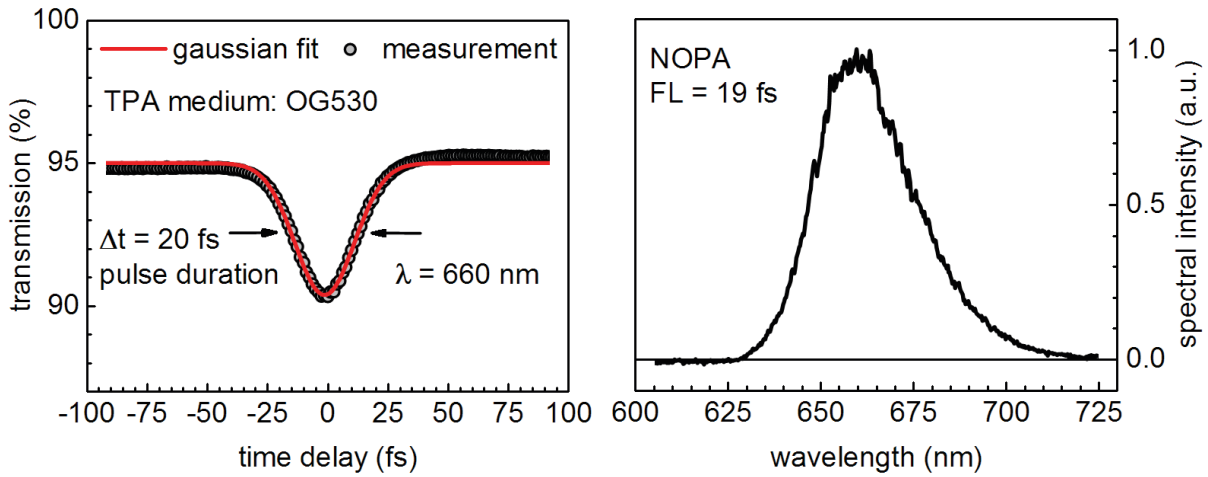 100
95
90
transmission (%)
gaussian fit measurement
TPA medium: OG530
Δt = 20 fs
pulse duration
λ = 660 nm
-100 -75 -50 -25 0 25 50 75 100
time delay (fs)
NOPA
FL = 19 fs
1.0
0.5
0.0
spectral intensity (a.u.)
600 625 650 675 700 725
wavelength (nm)